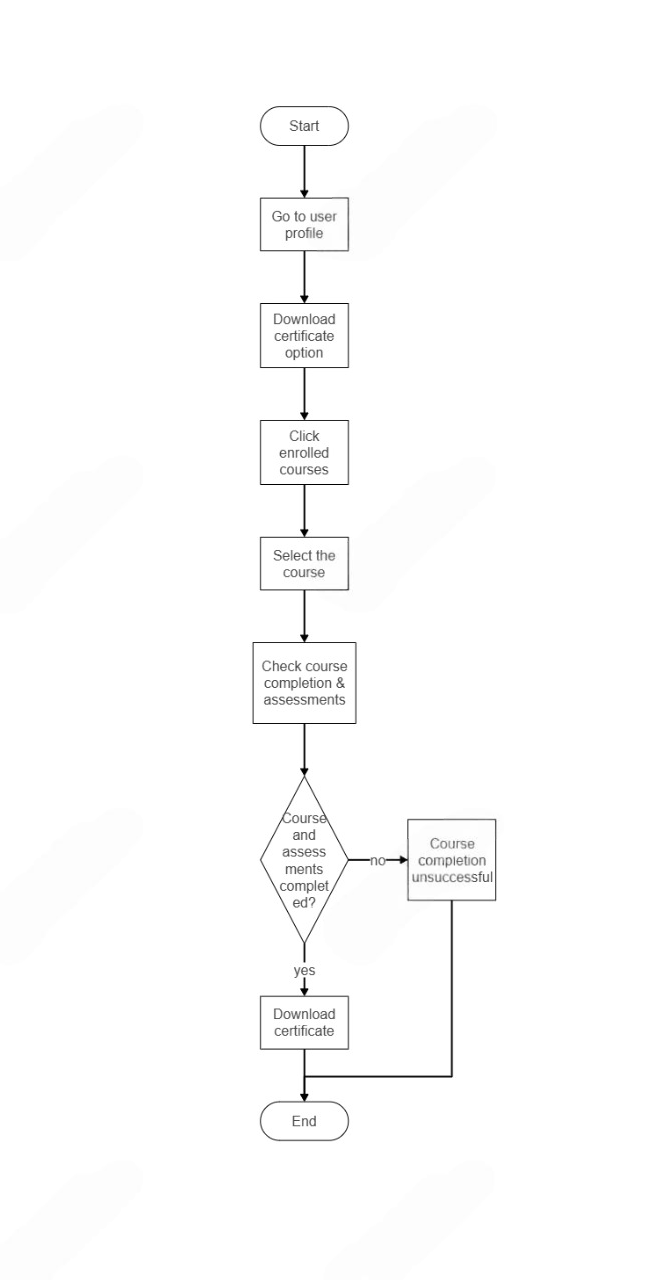 Start
Go to user
profile
Download
certificate
option
Click
enrolled
courses
Select the
course
Check course
completion &
assessments
Course
and
assess
ments
complet
ed?
no
Course
completion
unsuccessful
yes
Download
certificate
End